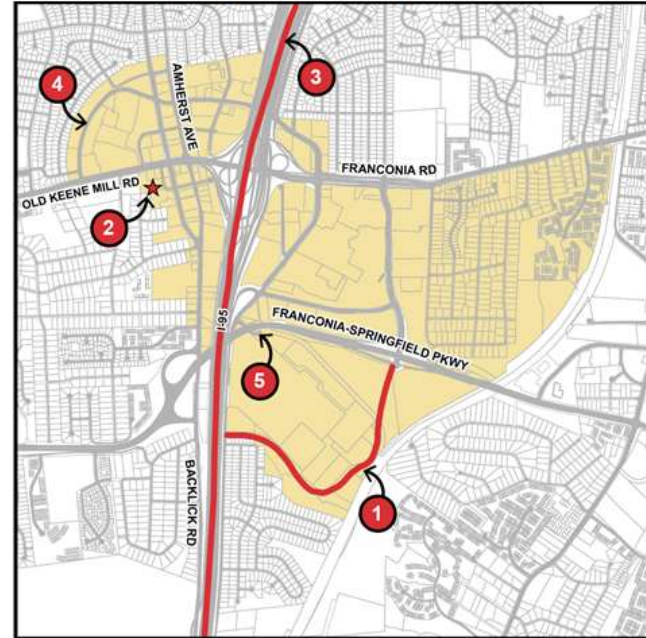 4
3
AMHERST AVE
FRANCONIA RD
OLD KEENE MILL RD
2
I-95
FRANCONIA-SPRINGFIELD PKWY
5
BACKLICK RD
1